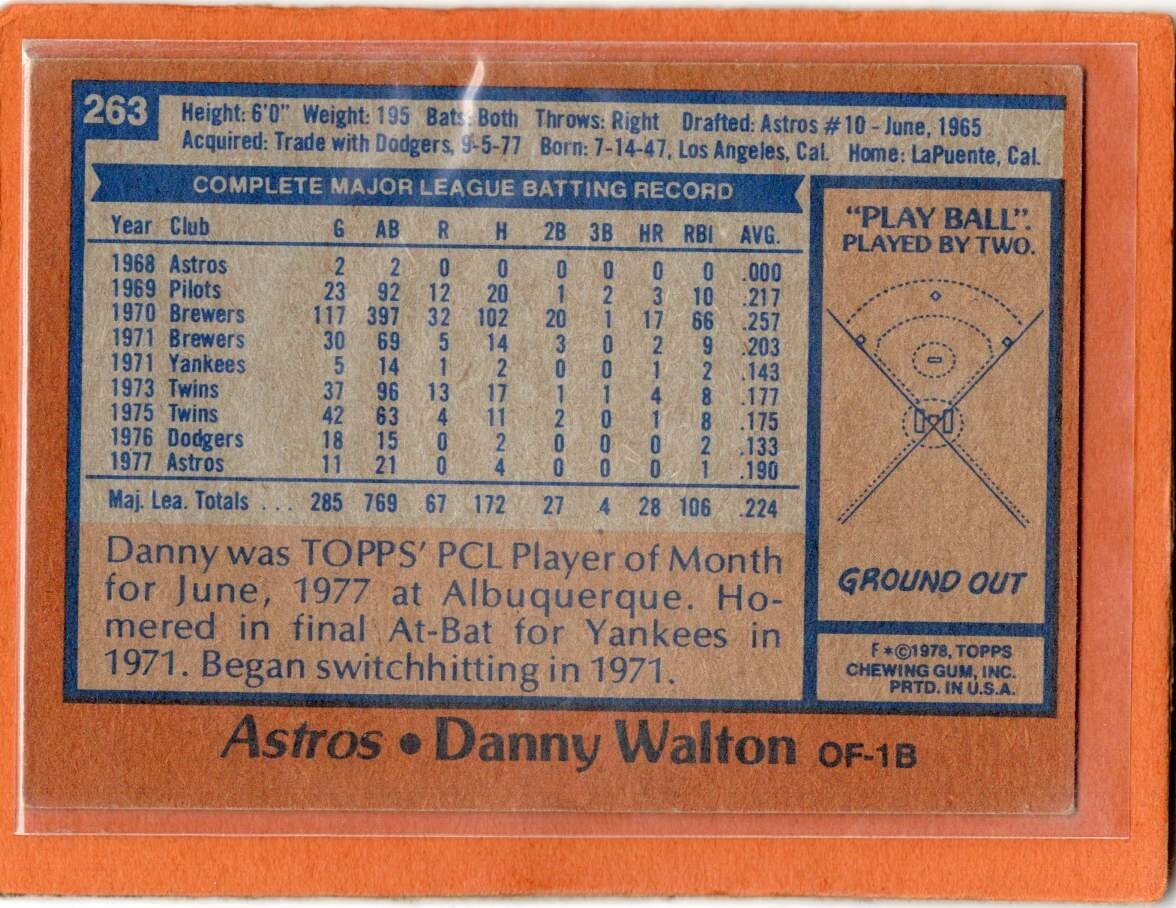 263
Height: 6'0" Weight: 195 Bats: Both Throws: Right Drafted: Astros #10 - June, 1965
Acquired: Trade with Dodgers, 9-5-77 Born: 7-14-47, Los Angeles, Cal. Home: LaPuente, Cal.
COMPLETE MAJOR LEAGUE BATTING RECORD
Year Club G AB R H 2B 3B HR RBI AVG.
1968 Astros 2 2 0 0 0 0 0 0 .000
1969 Pilots 23 92 12 20 1 2 3 10 .217
1970 Brewers 117 397 32 102 20 1 17 66 .257
1971 Brewers 30 69 5 14 3 0 2 9 .203
1971 Yankees 5 14 1 2 0 0 1 2 .143
1973 Twins 37 96 13 17 1 1 4 8 .177
1975 Twins 42 63 4 11 2 0 1 8 .175
1976 Dodgers 18 15 0 2 0 0 0 2 .133
1977 Astros 11 21 0 4 0 0 0 1 .190
Maj. Lea. Totals . . . 285 769 67 172 27 4 28 106 .224
Danny was TOPPS' PCL Player of Month
for June, 1977 at Albuquerque. Ho-
mered in final At-Bat for Yankees in
1971. Began switchhitting in 1971.
"PLAY BALL".
PLAYED BY TWO.
GROUND OUT
F*©1978, TOPPS
CHEWING GUM, INC.
PRTD. IN U.S.A.
Astros • Danny Walton OF-1B